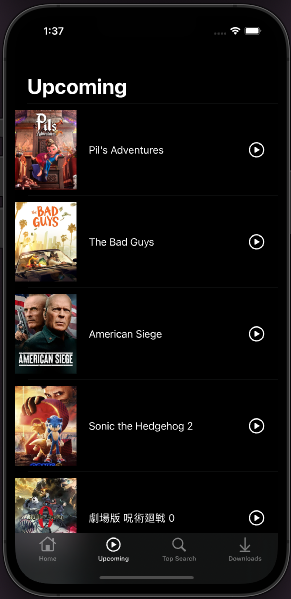 1:37
Upcoming
Pil's
Pil's Adventures
the BAD
GUYS
The Bad Guys
AMERICAN SIEGE
American Siege
Sonic the Hedgehog 2
劇場版 呪術廻戦 0
Home
Upcoming
Top Search
Downloads